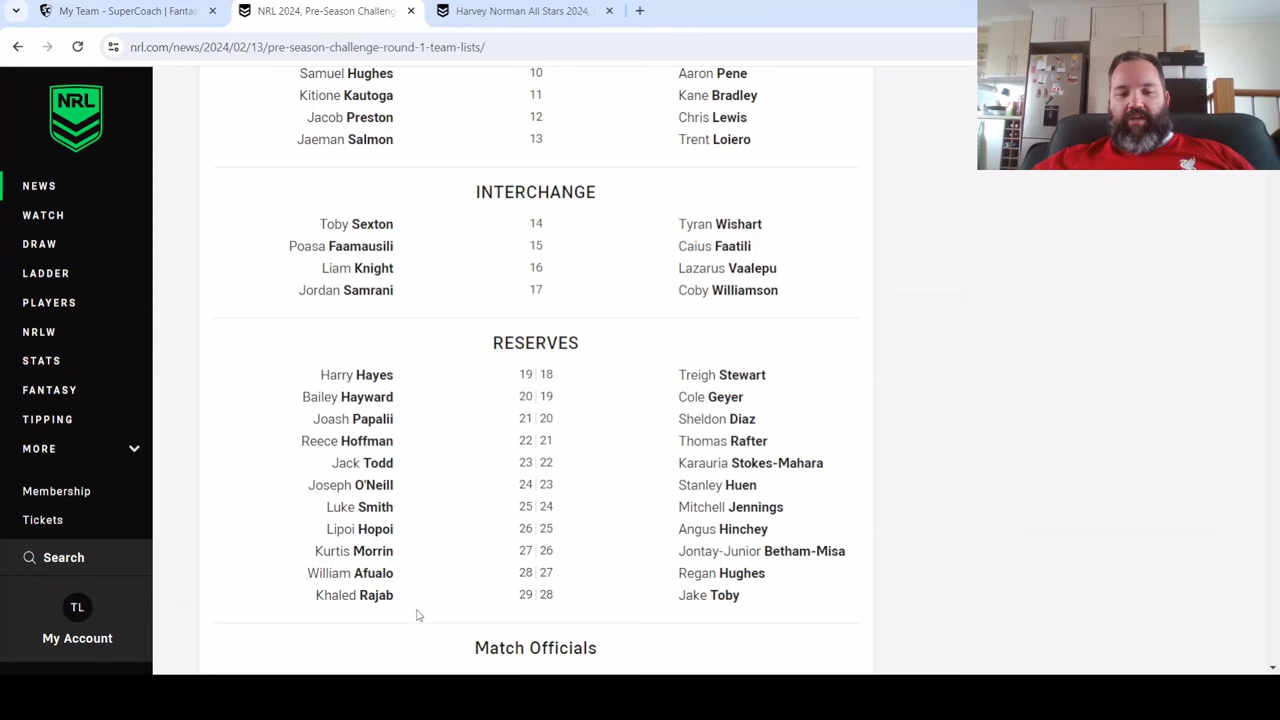 My Team - SuperCoach (Fantas
NRL 2024, Pre-Season Challeng
Harvey Norman All Stars 2024,
nrl.com/news/2024/02/13/pre-season-challenge-round-1-team-lists/
NRL
NEWS
WATCH
DRAW
LADDER
PLAYERS
NRLW
STATS
FANTASY
TIPPING
MORE
Membership
Tickets
Search
TL
My Account
Samuel Hughes 10 Aaron Pene
Kitione Kautoga 11 Kane Bradley
Jacob Preston 12 Chris Lewis
Jaeman Salmon 13 Trent Loiero
INTERCHANGE
Toby Sexton 14 Tyran Wishart
Poasa Faamausili 15 Caius Faatili
Liam Knight 16 Lazarus Vaalepu
Jordan Samrani 17 Coby Williamson
RESERVES
Harry Hayes 19 18 Treigh Stewart
Bailey Hayward 20 19 Cole Geyer
Joash Papalii 21 20 Sheldon Diaz
Reece Hoffman 22 21 Thomas Rafter
Jack Todd 23 22 Karauria Stokes-Mahara
Joseph O'Neill 24 23 Stanley Huen
Luke Smith 25 24 Mitchell Jennings
Lipoi Hopoi 26 25 Angus Hinchey
Kurtis Morrin 27 26 Jontay-Junior Betham-Misa
William Afualo 28 27 Regan Hughes
Khaled Rajab 29 28 Jake Toby
Match Officials